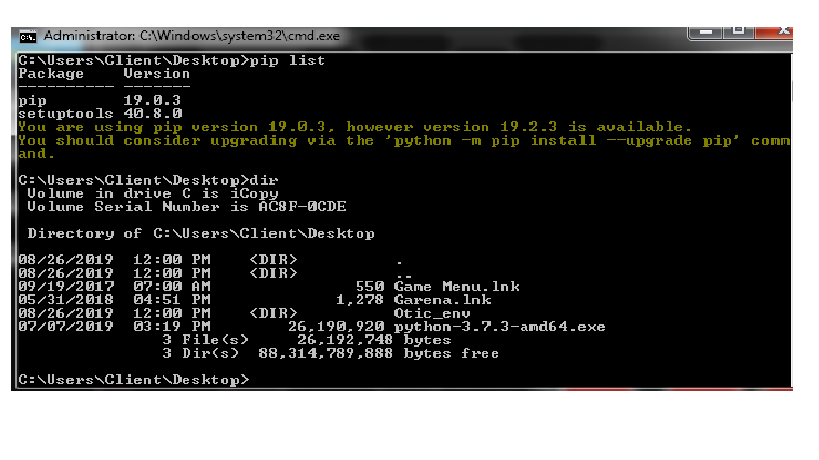 Administrator: C:\Windows\system32\cmd.exe
C:\Users\Client\Desktop>pip list
Package    Version
---------- -------
pip        19.0.3
setuptools 40.8.0
You are using pip version 19.0.3, however version 19.2.3 is available.
You should consider upgrading via the 'python -m pip install --upgrade pip' comm
and.
C:\Users\Client\Desktop>dir
 Volume in drive C is iCopy
 Volume Serial Number is AC8F-0CDE
 Directory of C:\Users\Client\Desktop
08/26/2019  12:00 PM    <DIR>          .
08/26/2019  12:00 PM    <DIR>          ..
09/19/2017  07:00 AM               550 Game Menu.lnk
05/31/2018  04:51 PM             1,278 Garena.lnk
08/26/2019  12:00 PM    <DIR>          Otic_env
07/07/2019  03:19 PM        26,190,920 python-3.7.3-amd64.exe
               3 File(s)     26,192,748 bytes
               3 Dir(s)  88,314,789,888 bytes free
C:\Users\Client\Desktop>